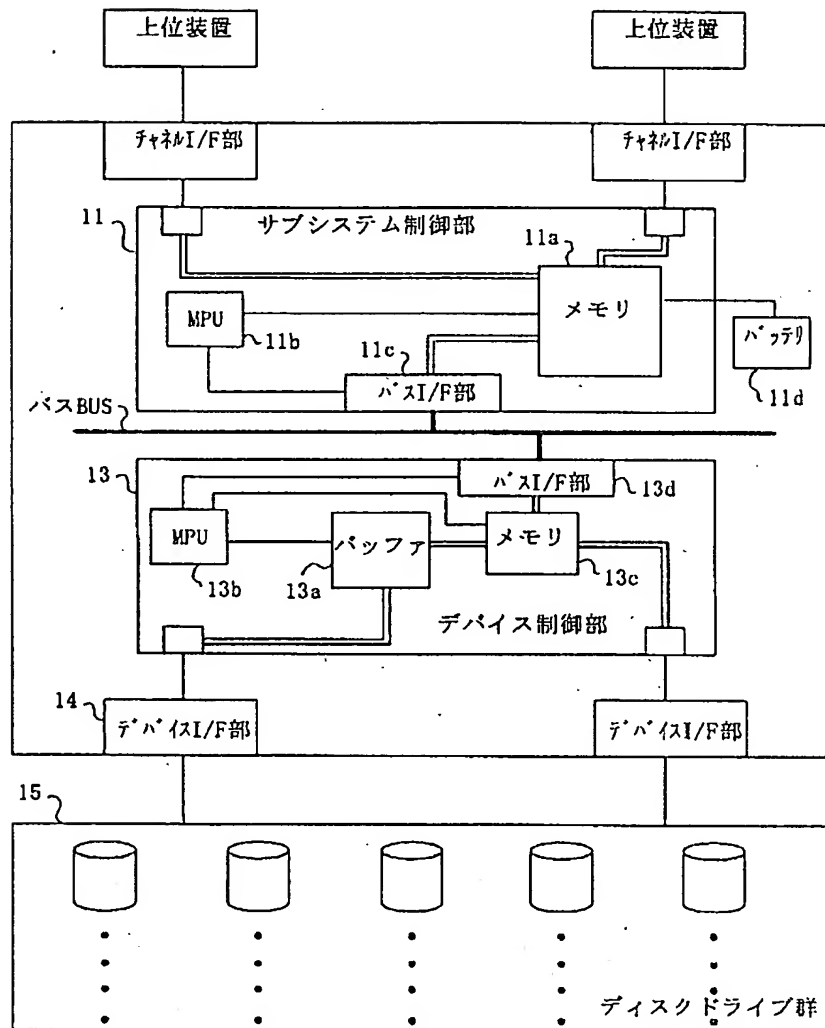 上位装置
上位装置
チャネルI/F部
チャネルI/F部
11
サブシステム制御部
11a
メモリ
MPU
11b
11c
バスI/F部
バッテリ
11d
バスBUS
13
バスI/F部
13d
MPU
13b
バッファ
13a
メモリ
13c
デバイス制御部
14
デバイスI/F部
デバイスI/F部
15
ディスクドライブ群